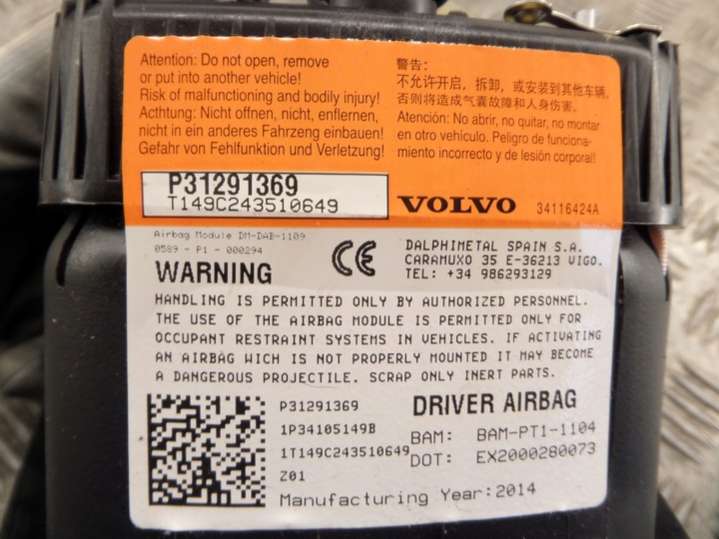 Attention: Do not open, remove
or put into another vehicle!
Risk of malfunctioning and bodily injury!
Achtung: Nicht offnen, nicht, enflernen,
nicht in ein anderes Fahrzeng einbauen!
Gefahr von Fehlfunktion und Verletzung!
警告:
不允许开启，拆卸，或安装到其他车辆,
否则将造成气囊故障和人身伤害.
Atención: No abrir, no quitar, no montar
en otro vehiculo. Peligro de funciona-
miento incorrecto y de lesión corporal!
P31291369
T149C243510649
VOLVO
34116424A
Airbag Module DM-DAB-1109
0589 - P1 - 000294
CE
DALPHIMETAL SPAIN S.A.
CARAMUXO 35 E-36213 VIGO.
TEL: +34 986293129
WARNING
HANDLING IS PERMITTED ONLY BY AUTHORIZED PERSONNEL.
THE USE OF THE AIRBAG MODULE IS PERMITTED ONLY FOR
OCCUPANT RESTRAINT SYSTEMS IN VEHICLES. IF ACTIVATING
AN AIRBAG WICH IS NOT PROPERLY MOUNTED IT MAY BECOME
A DANGEROUS PROJECTILE. SCRAP ONLY INERT PARTS.
P31291369
1P34105149B
1T149C243510649
Z01
DRIVER AIRBAG
BAM: BAM-PT1-1104
DOT: EX2000280073
Manufacturing Year: 2014